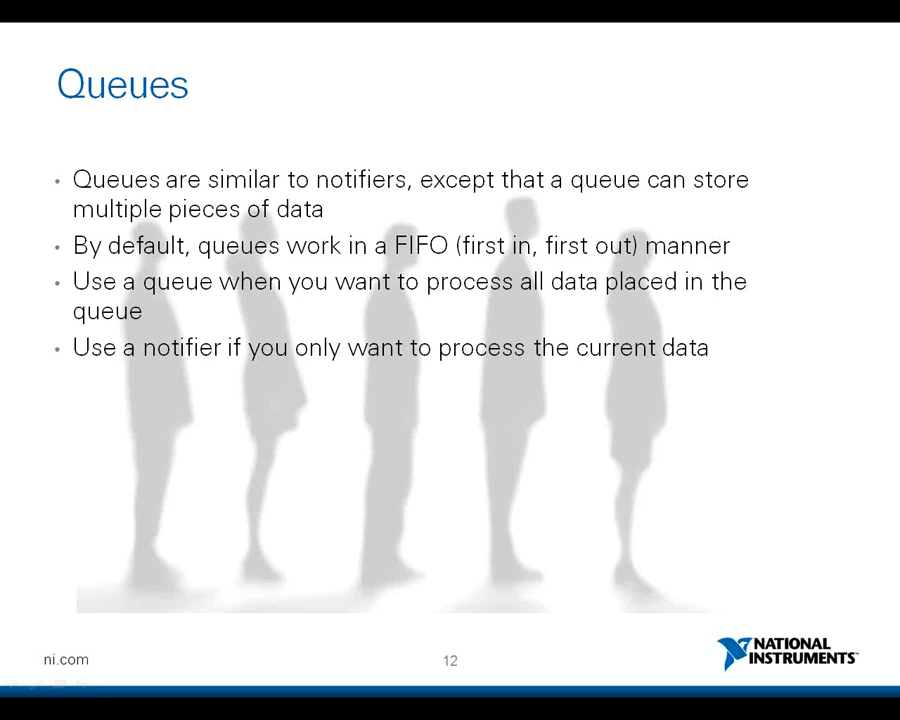 Queues
• Queues are similar to notifiers, except that a queue can store
multiple pieces of data
• By default, queues work in a FIFO (first in, first out) manner
• Use a queue when you want to process all data placed in the
queue
• Use a notifier if you only want to process the current data
ni.com
12
NATIONAL
INSTRUMENTS™